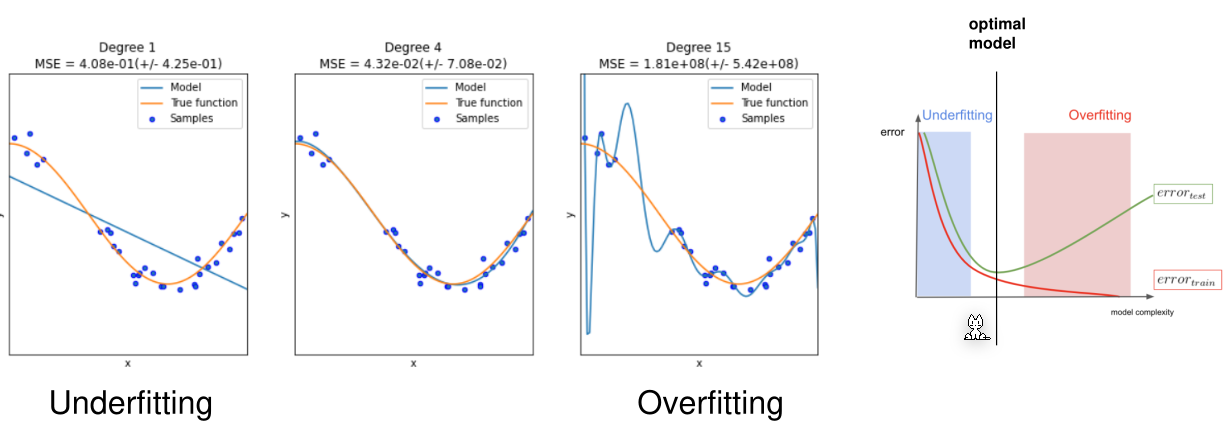 Degree 1
MSE = 4.08e-01(+/- 4.25e-01)
Model
True function
Samples
y
x
Underfitting
Degree 4
MSE = 4.32e-02(+/- 7.08e-02)
Model
True function
Samples
y
x
Degree 15
MSE = 1.81e+08(+/- 5.42e+08)
Model
True function
Samples
y
x
Overfitting
optimal
model
Underfitting
Overfitting
error
error_test
error_train
model complexity